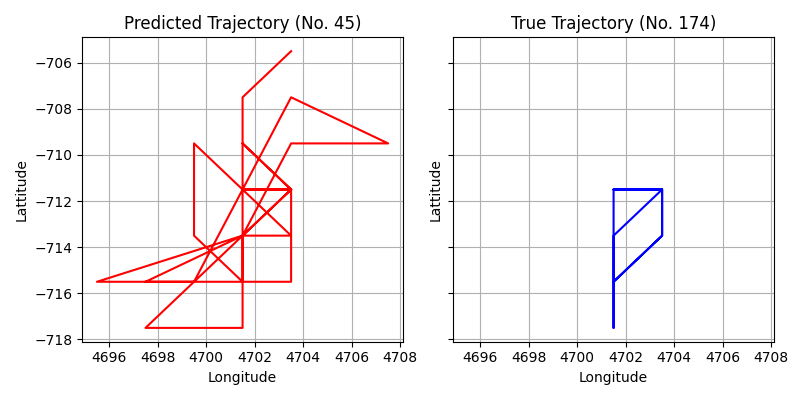 Predicted Trajectory (No. 45)
True Trajectory (No. 174)
−706
−708
−710
−712
−714
−716
−718
Lattitude
Lattitude
4696 4698 4700 4702 4704 4706 4708
4696 4698 4700 4702 4704 4706 4708
Longitude
Longitude